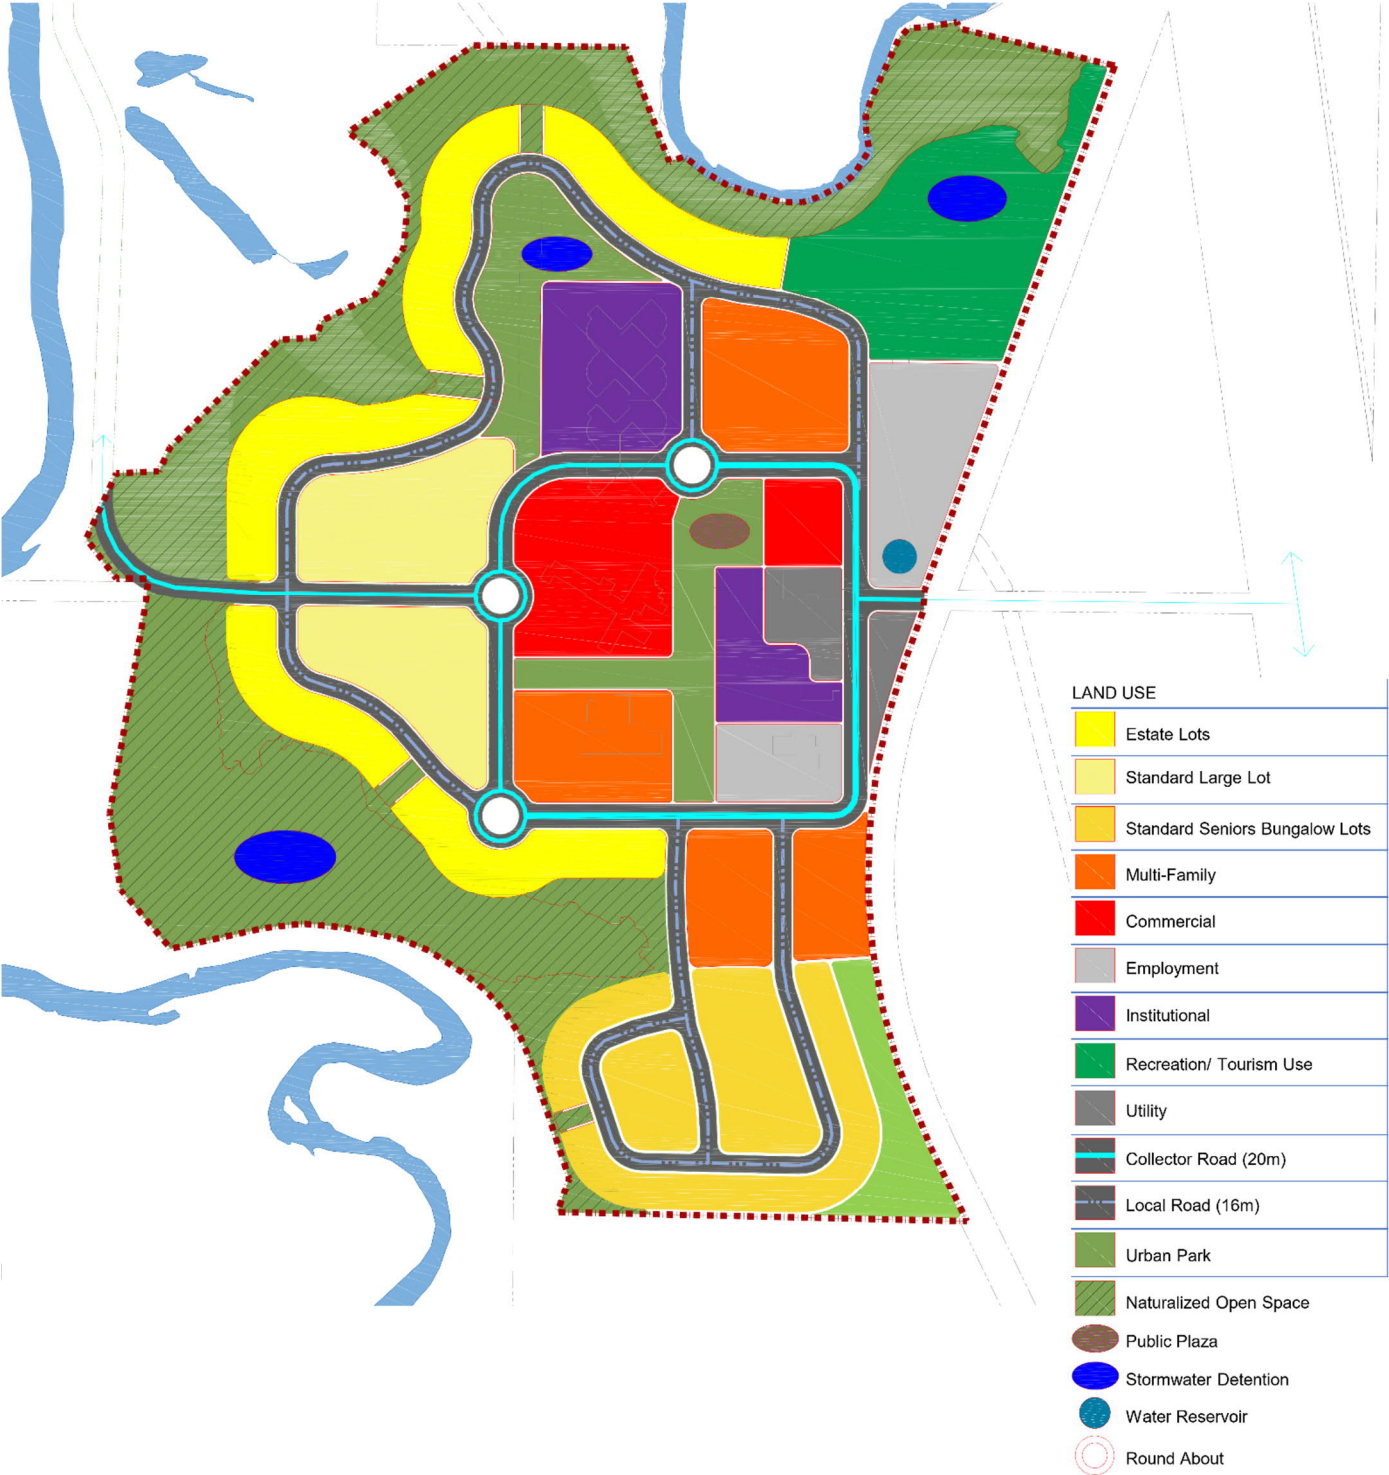 LAND USE
Estate Lots
Standard Large Lot
Standard Seniors Bungalow Lots
Multi-Family
Commercial
Employment
Institutional
Recreation/ Tourism Use
Utility
Collector Road (20m)
Local Road (16m)
Urban Park
Naturalized Open Space
Public Plaza
Stormwater Detention
Water Reservoir
Round About